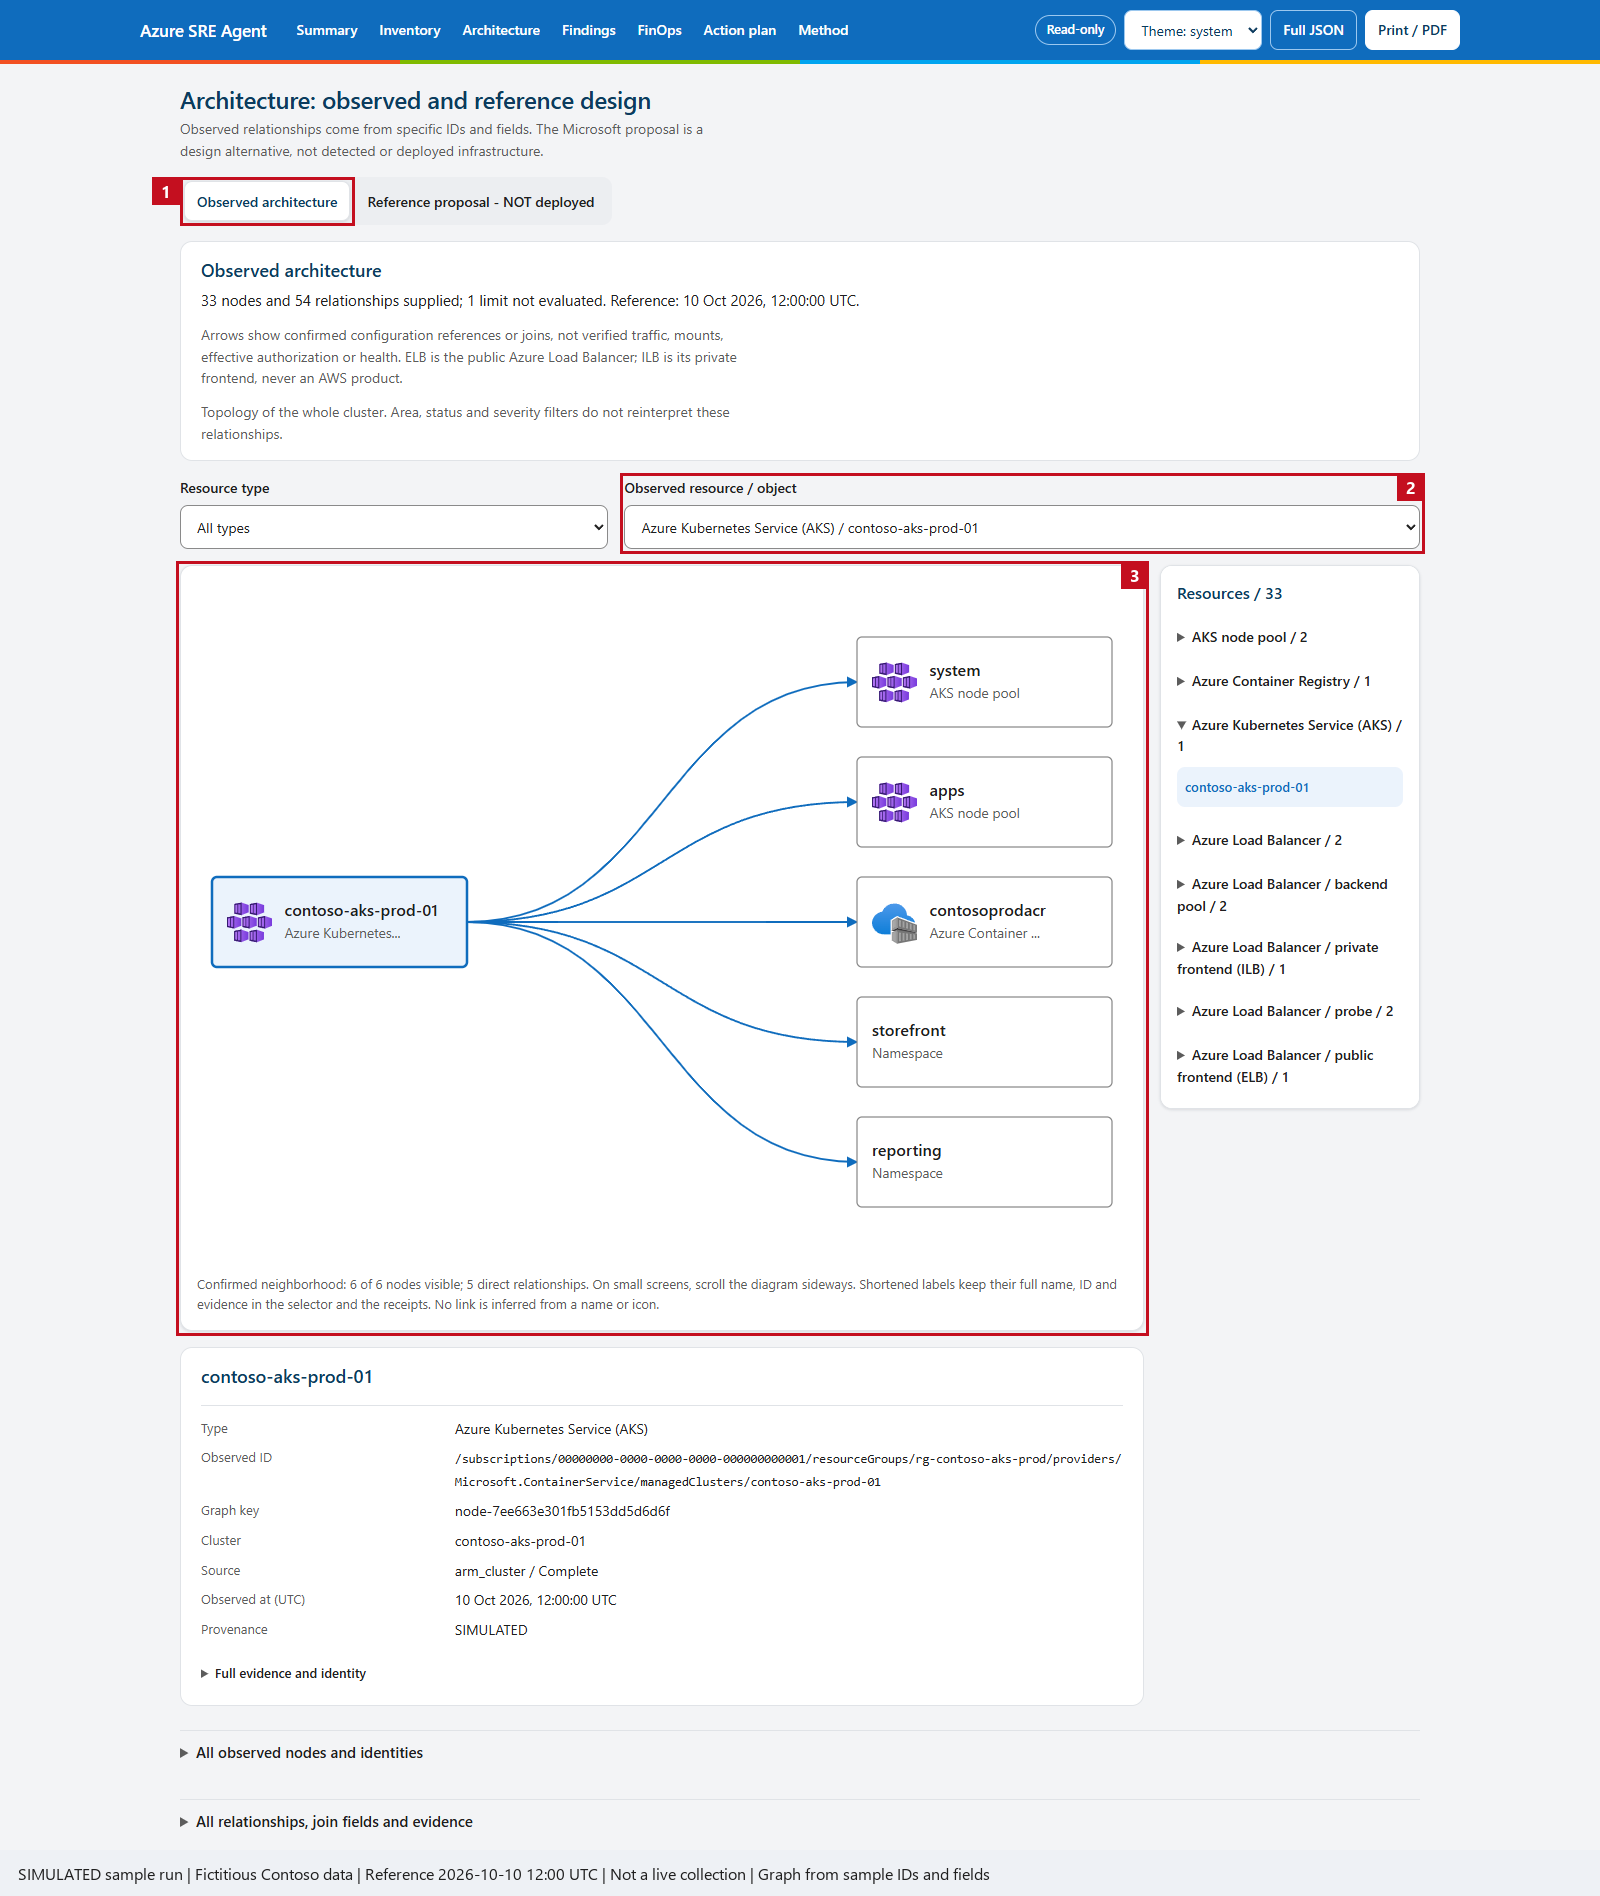 Azure SRE Agent
Summary
Inventory
Architecture
Findings
FinOps
Action plan
Method
Read-only
Theme: system
Full JSON
Print / PDF
Architecture: observed and reference design
Observed relationships come from specific IDs and fields. The Microsoft proposal is a
design alternative, not detected or deployed infrastructure.
1
Observed architecture
Reference proposal - NOT deployed
Observed architecture
33 nodes and 54 relationships supplied; 1 limit not evaluated. Reference: 10 Oct 2026, 12:00:00 UTC.
Arrows show confirmed configuration references or joins, not verified traffic, mounts,
effective authorization or health. ELB is the public Azure Load Balancer; ILB is its private
frontend, never an AWS product.
Topology of the whole cluster. Area, status and severity filters do not reinterpret these
relationships.
Resource type
All types
Observed resource / object
2
Azure Kubernetes Service (AKS) / contoso-aks-prod-01
3
contoso-aks-prod-01
Azure Kubernetes...
system
AKS node pool
apps
AKS node pool
contosoprodacr
Azure Container ...
storefront
Namespace
reporting
Namespace
Confirmed neighborhood: 6 of 6 nodes visible; 5 direct relationships. On small screens, scroll the diagram sideways. Shortened labels keep their full name, ID and
evidence in the selector and the receipts. No link is inferred from a name or icon.
Resources / 33
AKS node pool / 2
Azure Container Registry / 1
Azure Kubernetes Service (AKS) /
1
contoso-aks-prod-01
Azure Load Balancer / 2
Azure Load Balancer / backend
pool / 2
Azure Load Balancer / private
frontend (ILB) / 1
Azure Load Balancer / probe / 2
Azure Load Balancer / public
frontend (ELB) / 1
contoso-aks-prod-01
Type
Azure Kubernetes Service (AKS)
Observed ID
/subscriptions/00000000-0000-0000-0000-000000000001/resourceGroups/rg-contoso-aks-prod/providers/
Microsoft.ContainerService/managedClusters/contoso-aks-prod-01
Graph key
node-7ee663e301fb5153dd5d6d6f
Cluster
contoso-aks-prod-01
Source
arm_cluster / Complete
Observed at (UTC)
10 Oct 2026, 12:00:00 UTC
Provenance
SIMULATED
Full evidence and identity
All observed nodes and identities
All relationships, join fields and evidence
SIMULATED sample run | Fictitious Contoso data | Reference 2026-10-10 12:00 UTC | Not a live collection | Graph from sample IDs and fields